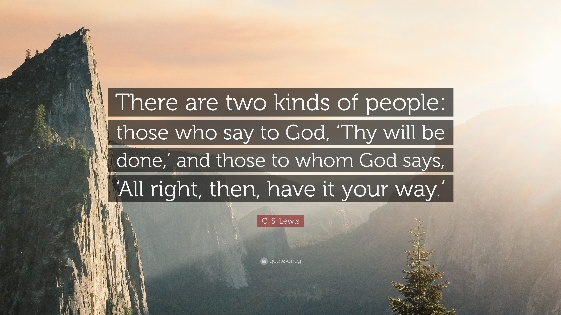 'There are two kinds of people:
those who say to God, 'Thy will be
done,' and those to whom God says,
'All right, then, have it your way.'
C. S. Lewis